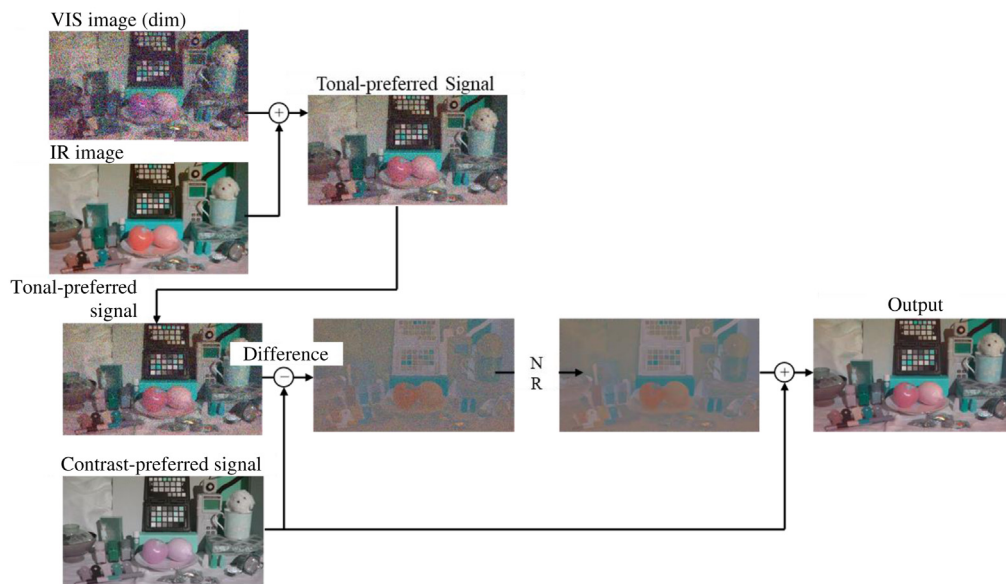 VIS image (dim)
Tonal-preferred Signal
+
IR image
Tonal-preferred
signal
Output
Difference
−
N
R
+
Contrast-preferred signal